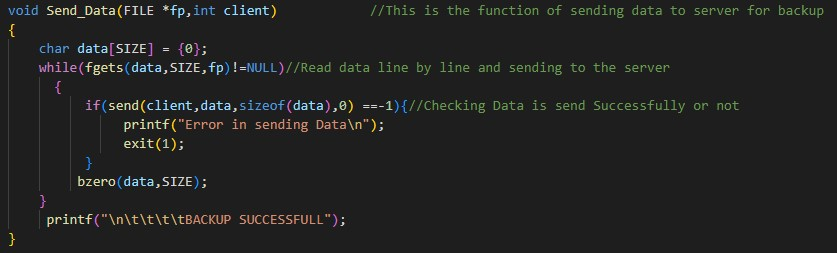 void Send_Data(FILE *fp,int client)            //This is the function of sending data to server for backup
{
    char data[SIZE] = {0};
    while(fgets(data,SIZE,fp)!=NULL)//Read data line by line and sending to the server
      {
          if(send(client,data,sizeof(data),0) ==-1){//Checking Data is send Successfully or not
               printf("Error in sending Data\n");
               exit(1);
          }
         bzero(data,SIZE);
    }
     printf("\n\t\t\t\tBACKUP SUCCESSFULL");
}